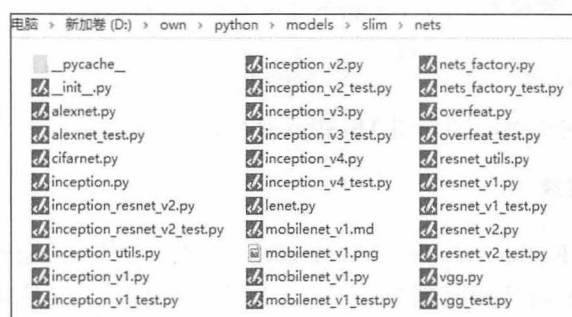 电脑 › 新加卷 (D:) › own › python › models › slim › nets
__pycache__
__init__.py
alexnet.py
alexnet_test.py
cifarnet.py
inception.py
inception_resnet_v2.py
inception_resnet_v2_test.py
inception_utils.py
inception_v1.py
inception_v1_test.py
inception_v2.py
inception_v2_test.py
inception_v3.py
inception_v3_test.py
inception_v4.py
inception_v4_test.py
lenet.py
mobilenet_v1.md
mobilenet_v1.png
mobilenet_v1.py
mobilenet_v1_test.py
nets_factory.py
nets_factory_test.py
overfeat.py
overfeat_test.py
resnet_utils.py
resnet_v1.py
resnet_v1_test.py
resnet_v2.py
resnet_v2_test.py
vgg.py
vgg_test.py